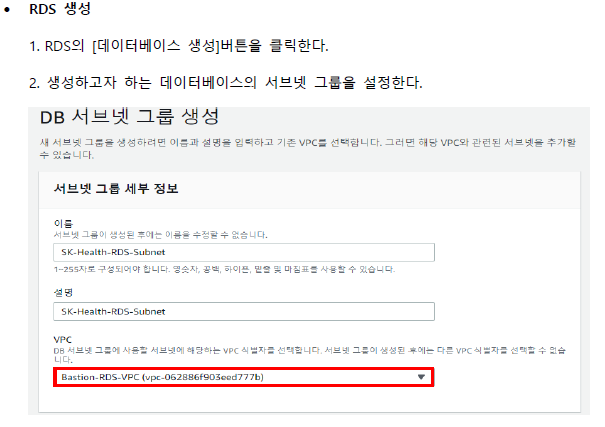 • RDS 생성
1. RDS의 [데이터베이스 생성]버튼을 클릭한다.
2. 생성하고자 하는 데이터베이스의 서브넷 그룹을 설정한다.
DB 서브넷 그룹 생성
새 서브넷 그룹을 생성하려면 이름과 설명을 입력하고 기존 VPC를 선택합니다. 그러면 해당 VPC와 관련된 서브넷을 추가할
수 있습니다.
서브넷 그룹 세부 정보
이름
서브넷 그룹이 생성된 후에는 이름을 수정할 수 없습니다.
SK-Health-RDS-Subnet
1~255자로 구성되어야 합니다. 영숫자, 공백, 하이픈, 밑줄 및 마침표를 사용할 수 있습니다.
설명
SK-Health-RDS-Subnet
VPC
DB 서브넷 그룹에 사용할 서브넷에 해당하는 VPC 식별자를 선택합니다. 서브넷 그룹이 생성된 후에는 다른 VPC 식별자를 선택할 수 없습
니다.
Bastion-RDS-VPC (vpc-062886f903eed777b)